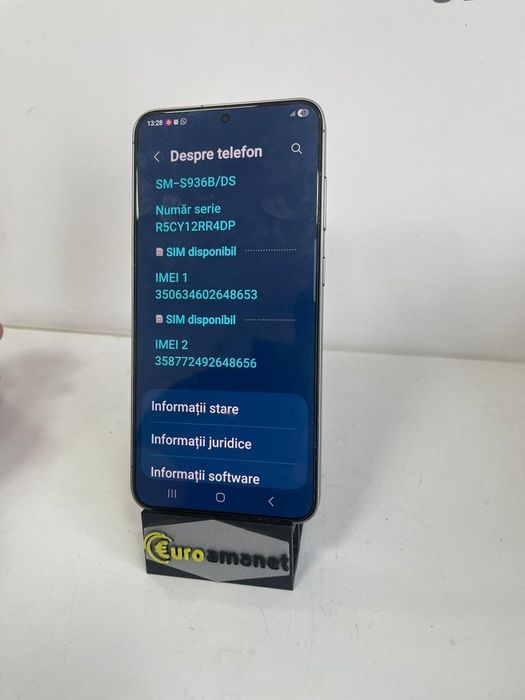 13:28
Despre telefon
SM-S936B/DS
Număr serie
R5CY12RR4DP
SIM disponibil
IMEI 1
350634602648653
SIM disponibil
IMEI 2
358772492648656
Informații stare
Informații juridice
Informații software
€uroamanet